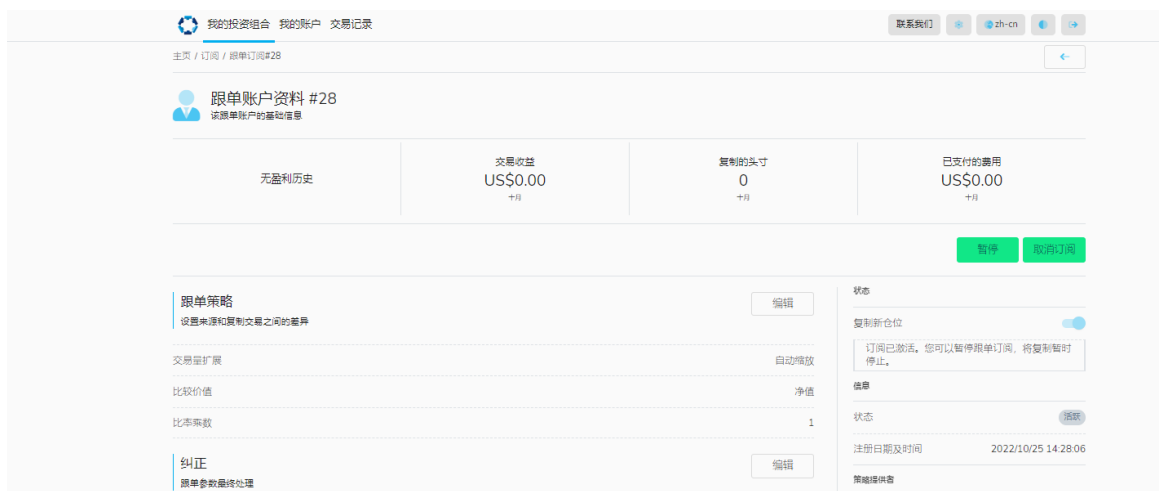 我的投资组合 我的账户 交易记录
联系我们 zh-cn
主页 / 订阅 / 跟单订阅#28
跟单账户资料 #28
该跟单账户的基础信息
无盈利历史
交易收益
US$0.00
十月
复制的头寸
0
十月
已支付的费用
US$0.00
十月
暂停 取消订阅
跟单策略
设置来源和复制交易之间的差异
编辑
交易量扩展 自动缩放
比较价值 净值
比率乘数 1
纠正
跟单参数最终处理
编辑
状态
复制新仓位
订阅已激活。您可以暂停跟单订阅，将复制暂时
停止。
信息
状态 活跃
注册日期及时间 2022/10/25 14:28:06
策略提供者